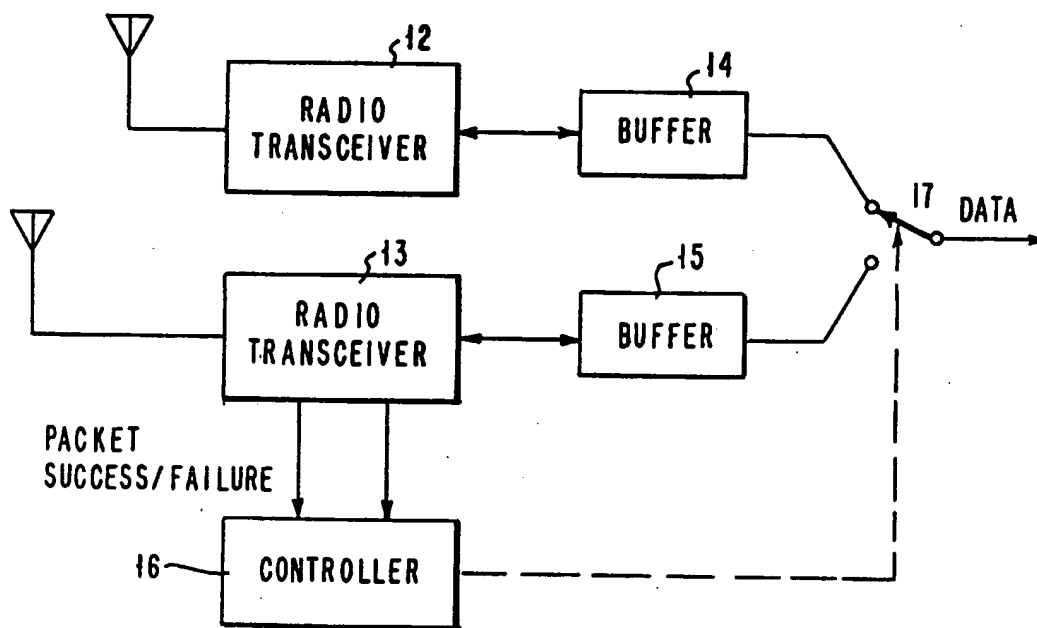 12
RADIO
TRANSCEIVER
14
BUFFER
17
DATA
13
RADIO
TRANSCEIVER
15
BUFFER
PACKET
SUCCESS/FAILURE
16
CONTROLLER